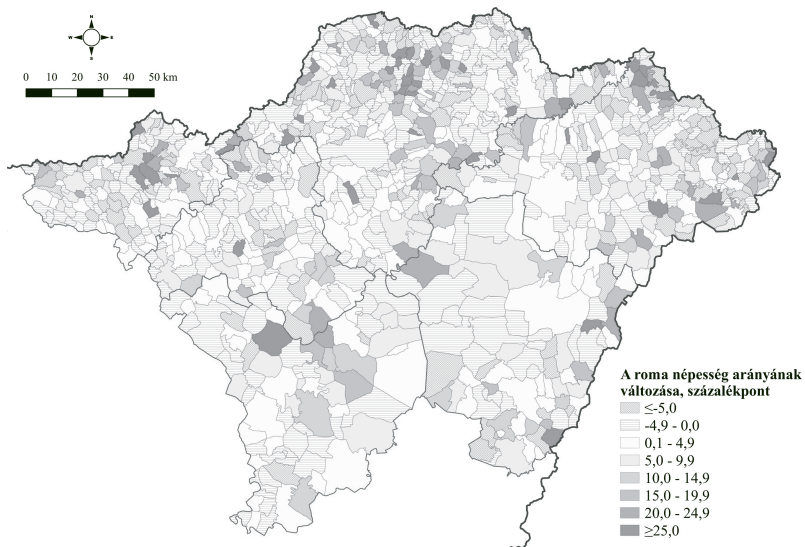 N
W E
S
0 10 20 30 40 50 km
A roma népesség arányának
változása, százalékpont
≤-5,0
-4,9 - 0,0
0,1 - 4,9
5,0 - 9,9
10,0 - 14,9
15,0 - 19,9
20,0 - 24,9
≥25,0